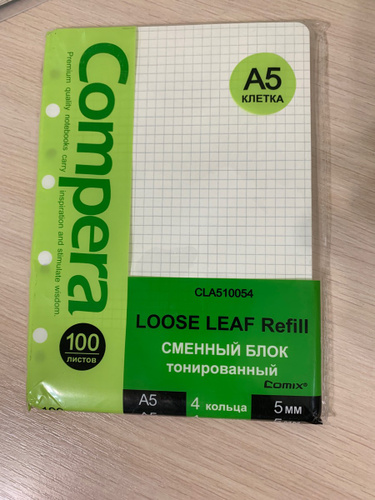 Compera
Premium quality notebooks carry inspiration and stimulate wisdom.
A5
КЛЕТКА
100
листов
CLA510054
LOOSE LEAF Refill
СМЕННЫЙ БЛОК
тонированный
COMIX®
A5
4 кольца
5 мм